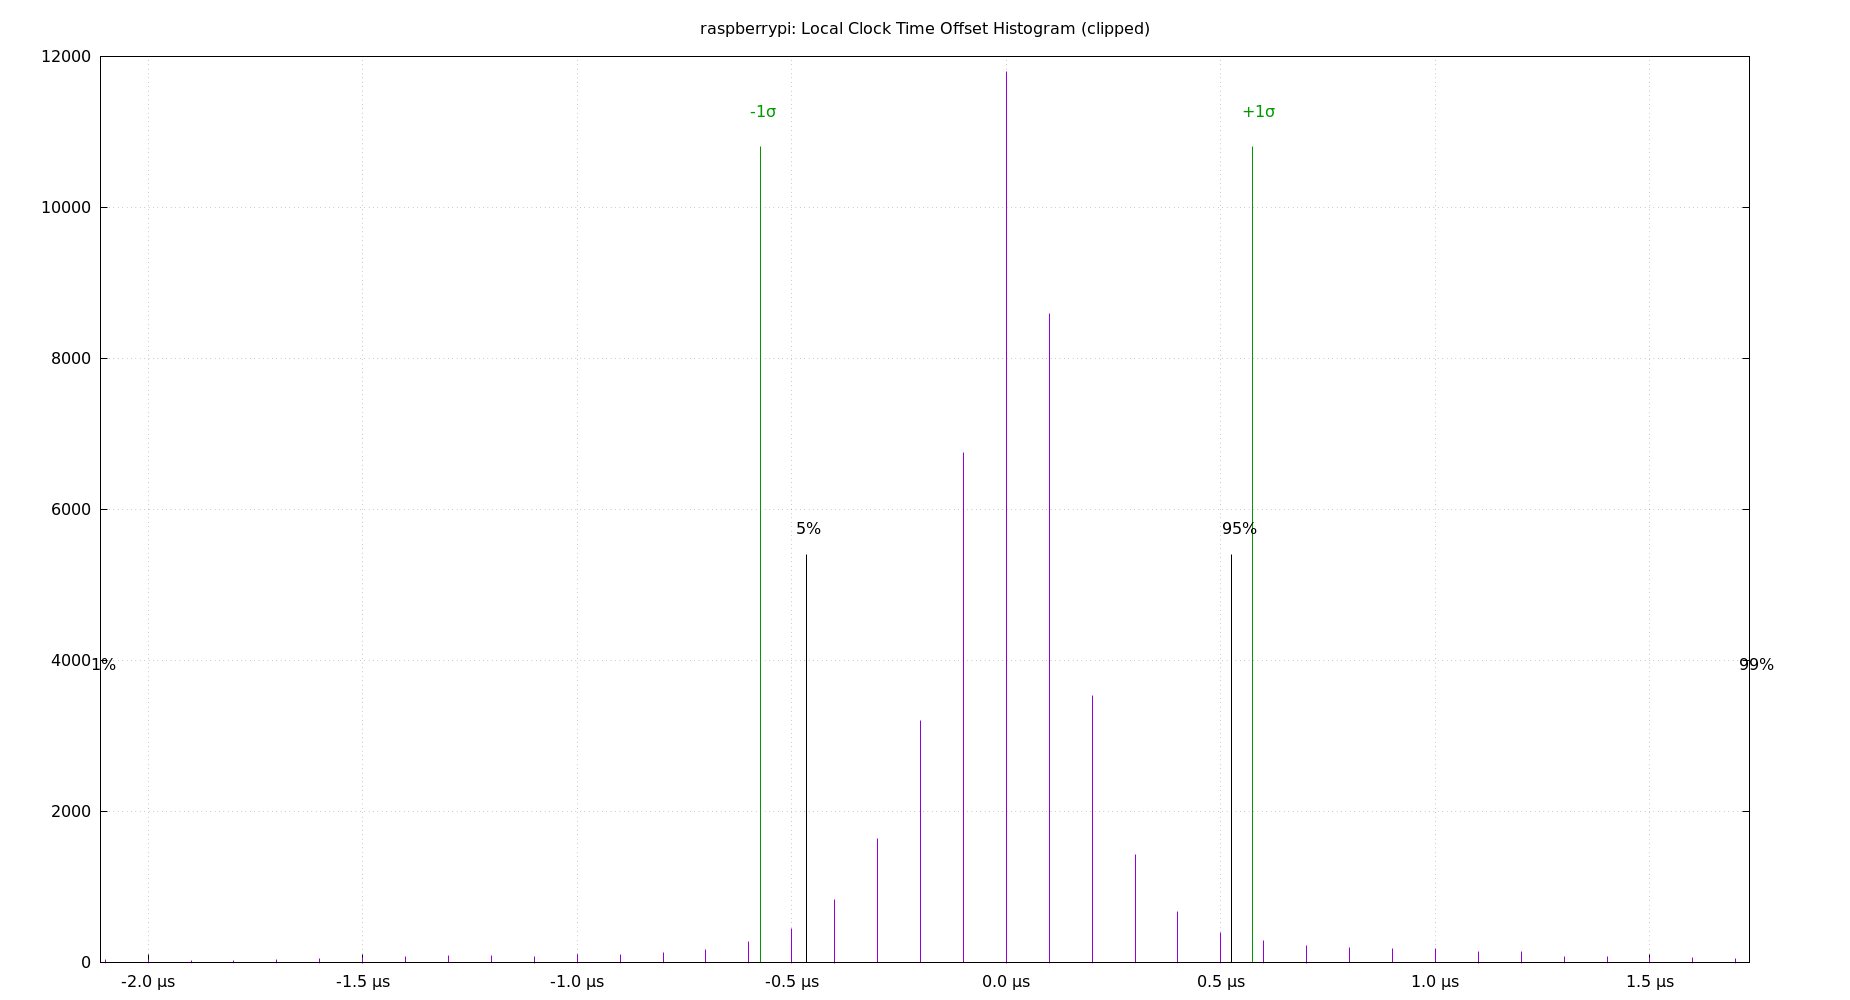 raspberrypi: Local Clock Time Offset Histogram (clipped)
12000
-1σ
+1σ
10000
8000
6000
5%
95%
4000
1%
99%
2000
0
-2.0 µs
-1.5 µs
-1.0 µs
-0.5 µs
0.0 µs
0.5 µs
1.0 µs
1.5 µs